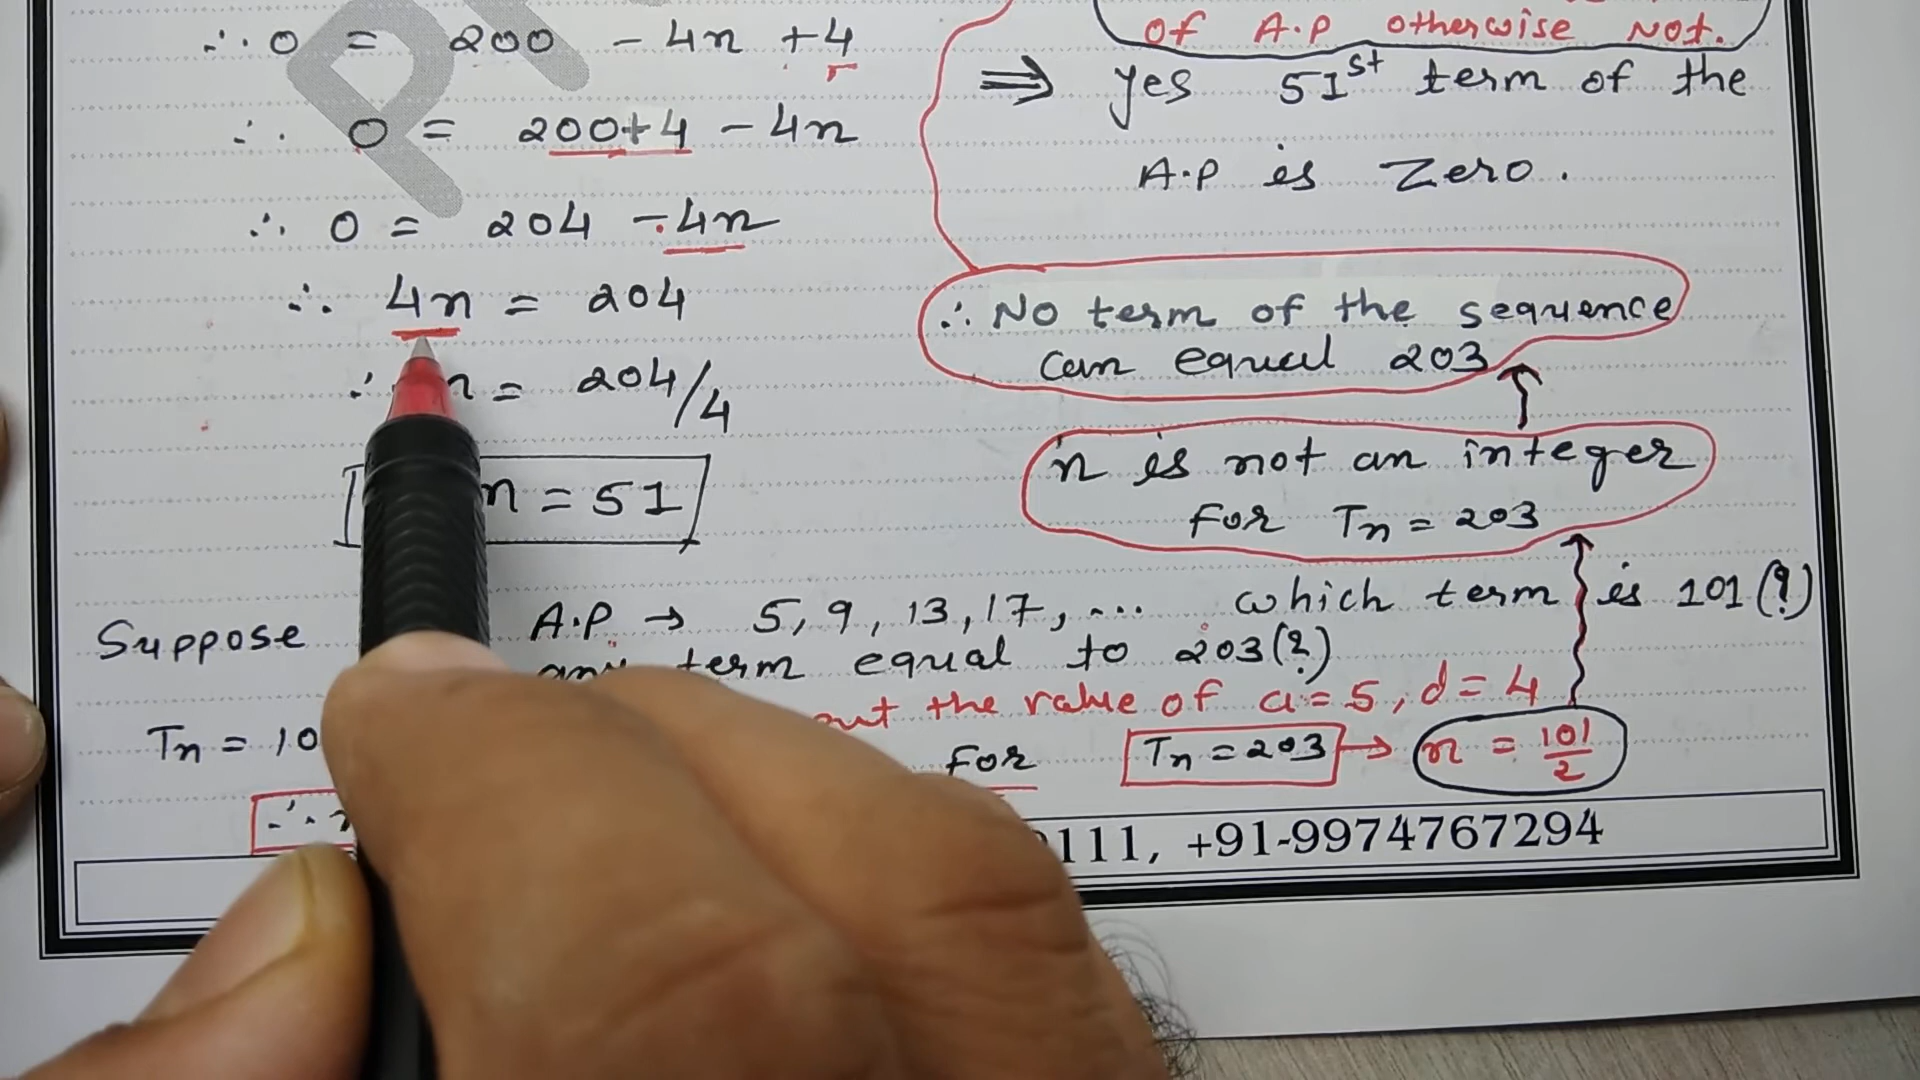 ∴ 0 = 200 - 4n + 4
∴ 0 = 200+4 - 4n
∴ 0 = 204 - 4n
∴ 4n = 204
∴ n = 204/4
n = 51
of A.P otherwise Not.
⇒ Yes 51st term of the
A.P is Zero.
∴ No term of the sequence
can equal 203
n is not an integer
For Tn = 203
Suppose A.P → 5, 9, 13, 17, ... which term is 101(?)
any term equal to 203(?)
put the value of a = 5, d = 4
Tn = 10
For Tn = 203 → n = 101/2
111, +91-9974767294